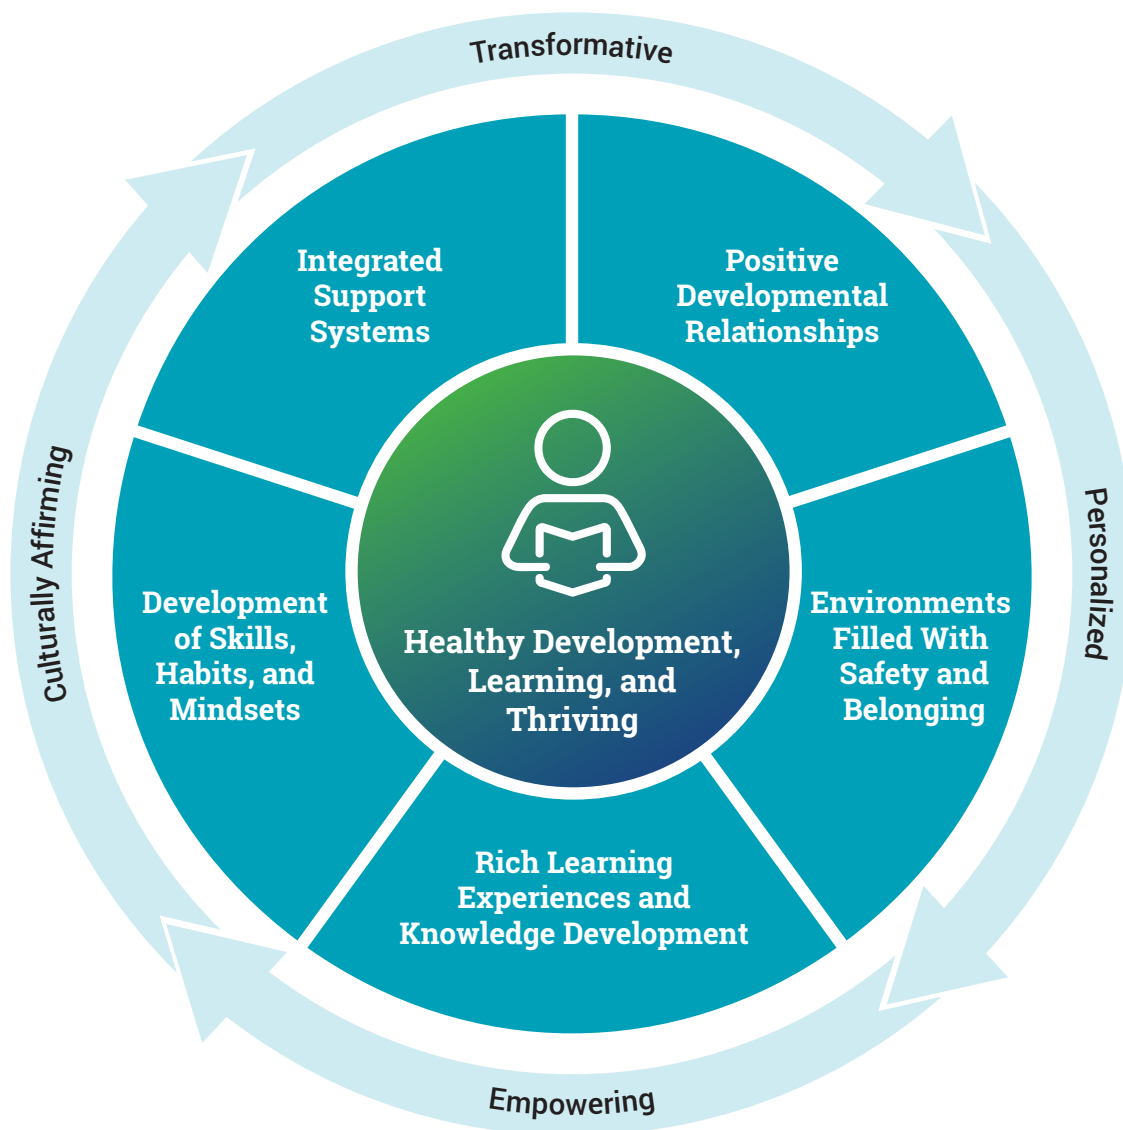 Transformative
Integrated
Support
Systems
Positive
Developmental
Relationships
Culturally Affirming
Personalized
Development
of Skills,
Habits, and
Mindsets
Healthy Development,
Learning, and
Thriving
Environments
Filled With
Safety and
Belonging
Rich Learning
Experiences and
Knowledge Development
Empowering